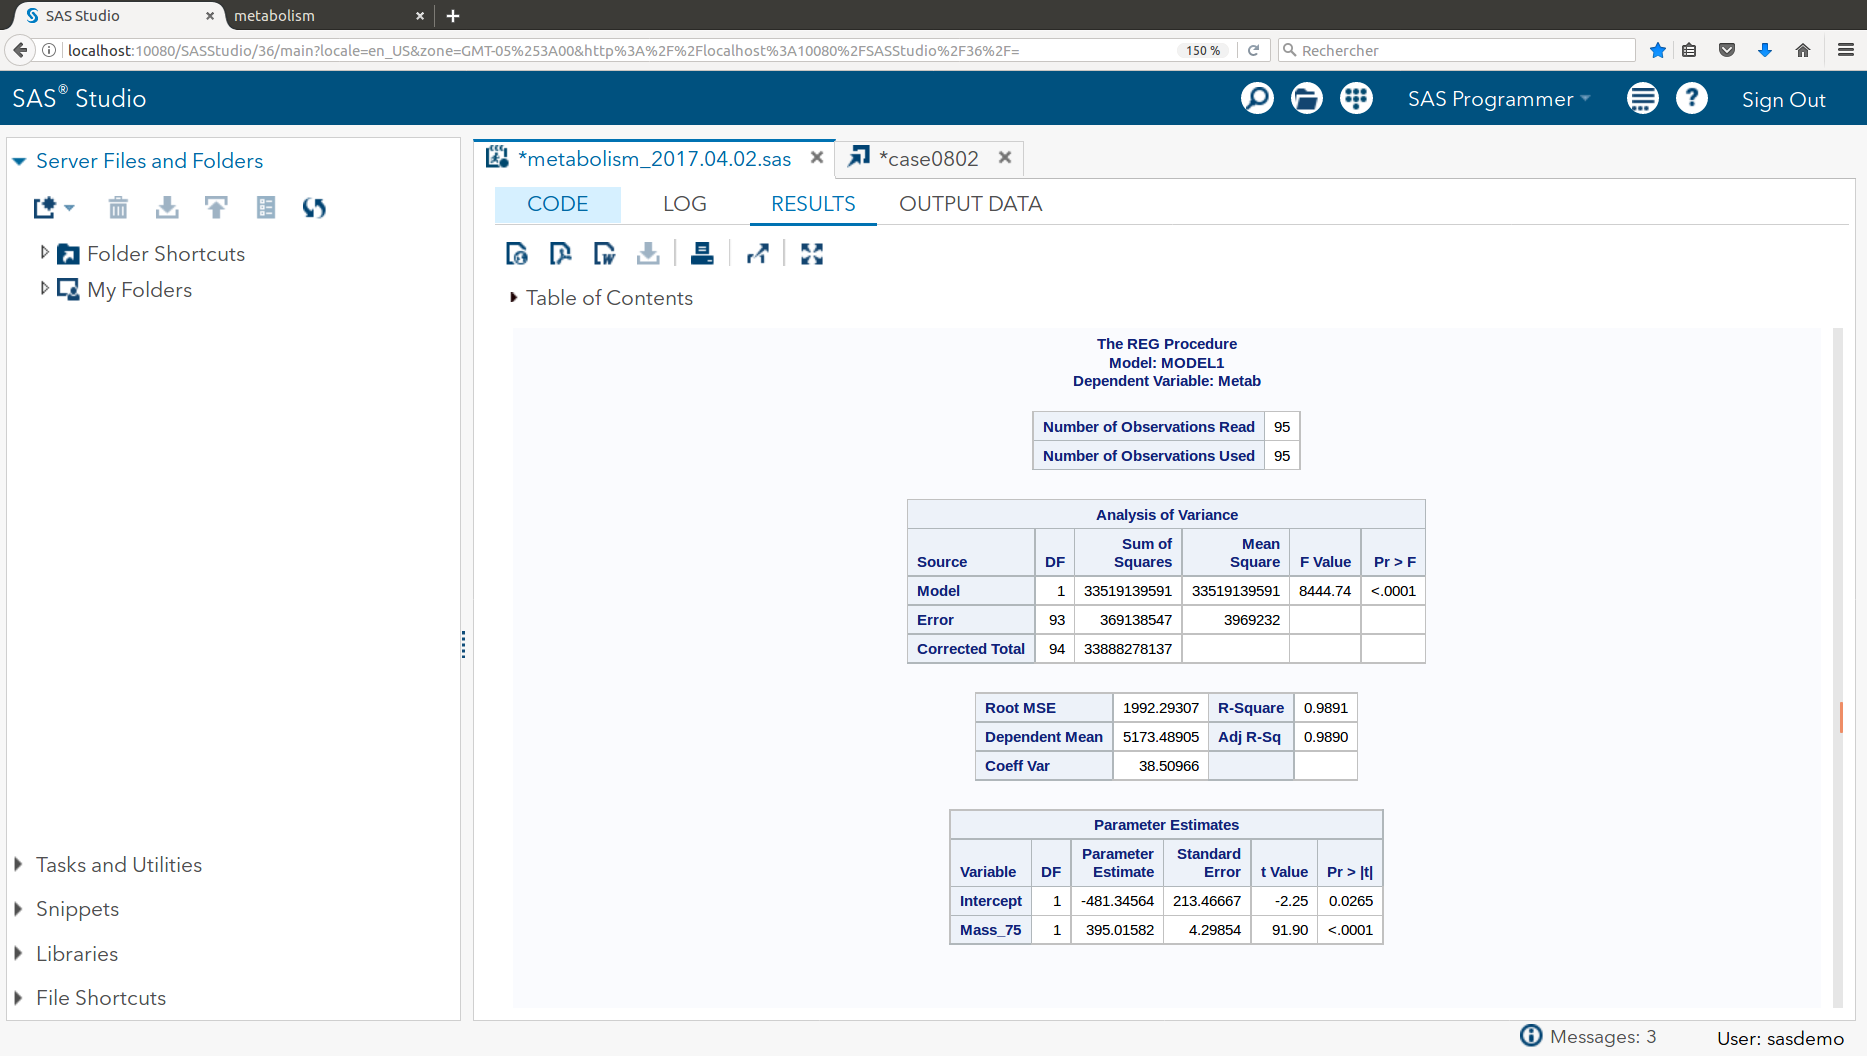 SAS Studio
metabolism
localhost:10080/SASStudio/36/main?locale=en_US&zone=GMT-05%253A00&http%3A%2F%2Flocalhost%3A10080%2FSASStudio%2F36%2F=
150 %
Rechercher
SAS® Studio
SAS Programmer
Sign Out
Server Files and Folders
Folder Shortcuts
My Folders
Tasks and Utilities
Snippets
Libraries
File Shortcuts
*metabolism_2017.04.02.sas
*case0802
CODE LOG RESULTS OUTPUT DATA
Table of Contents
The REG Procedure
Model: MODEL1
Dependent Variable: Metab
Number of Observations Read 95
Number of Observations Used 95
Analysis of Variance
Source DF Sum of Squares Mean Square F Value Pr > F
Model 1 33519139591 33519139591 8444.74 <.0001
Error 93 369138547 3969232
Corrected Total 94 33888278137
Root MSE 1992.29307 R-Square 0.9891
Dependent Mean 5173.48905 Adj R-Sq 0.9890
Coeff Var 38.50966
Parameter Estimates
Variable DF Parameter Estimate Standard Error t Value Pr > |t|
Intercept 1 -481.34564 213.46667 -2.25 0.0265
Mass_75 1 395.01582 4.29854 91.90 <.0001
Messages: 3
User: sasdemo